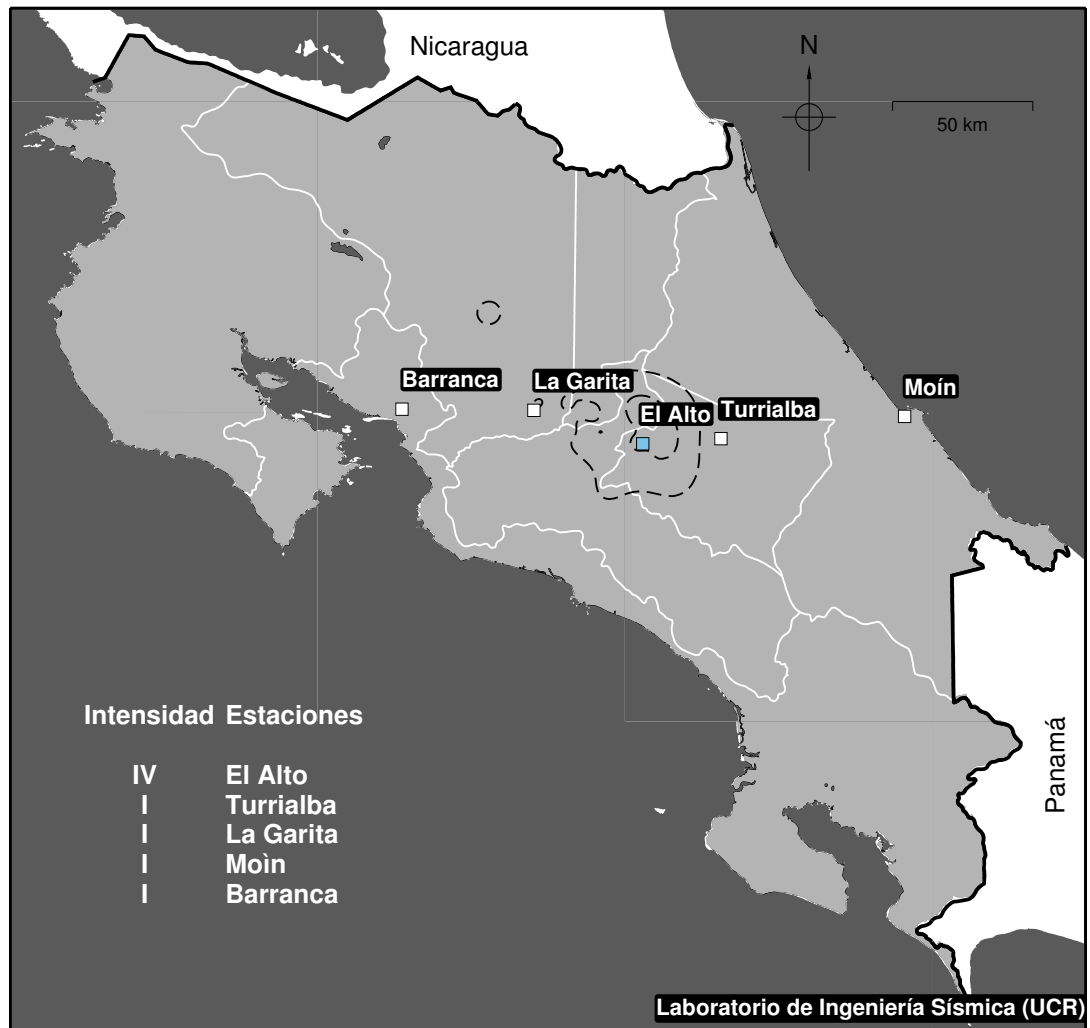 Nicaragua
N
50 km
Barranca
La Garita
El Alto
Turrialba
Moín
Intensidad Estaciones
IV El Alto
I Turrialba
I La Garita
I Moìn
I Barranca
Panamá
Laboratorio de Ingeniería Sísmica (UCR)